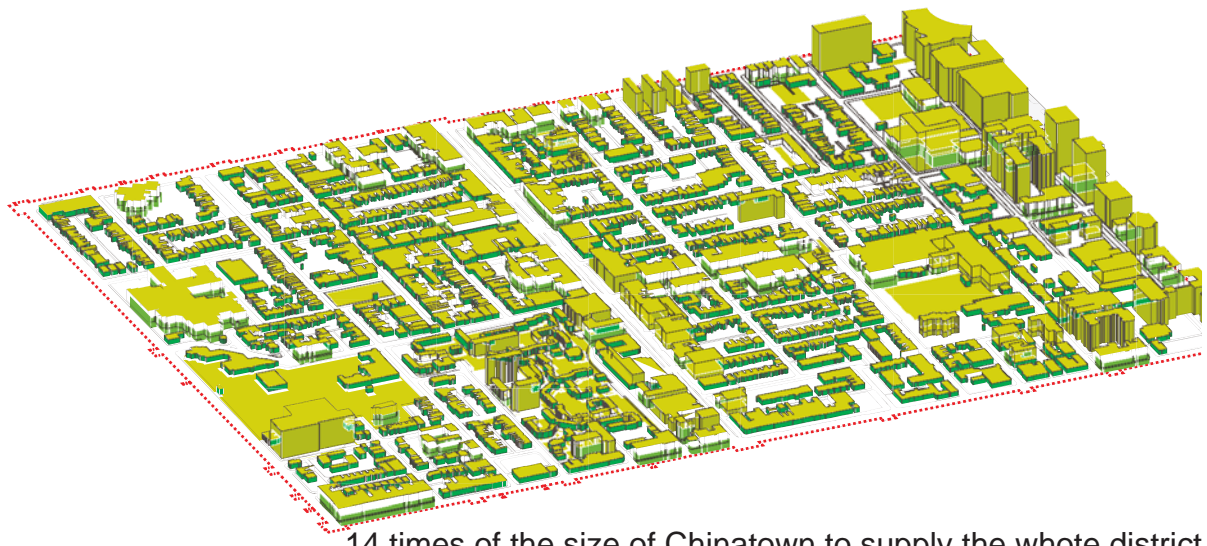 14 times of the size of Chinatown to supply the whole district